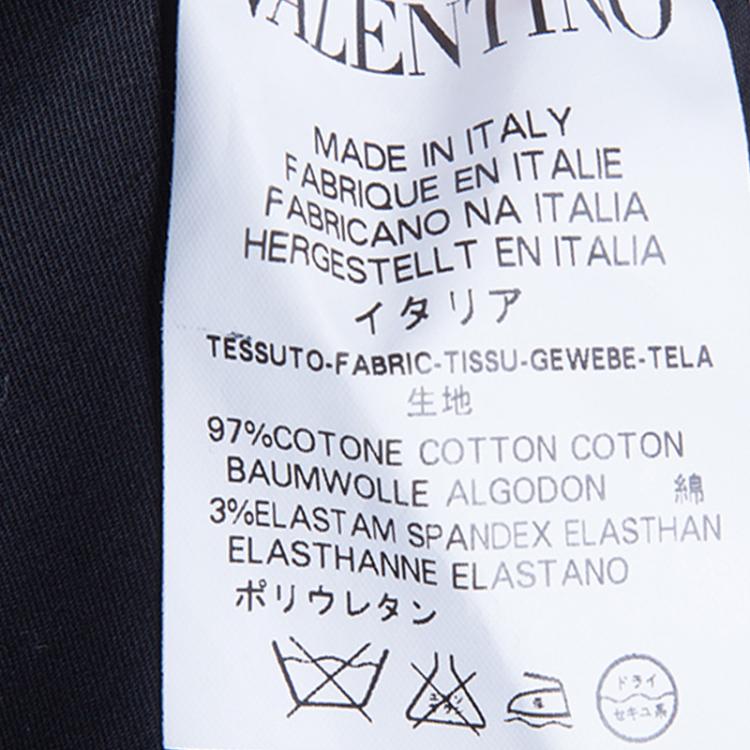 VALENTINO
MADE IN ITALY
FABRIQUE EN ITALIE
FABRICANO NA ITALIA
HERGESTELLT EN ITALIA
イタリア
TESSUTO-FABRIC-TISSU-GEWEBE-TELA
生地
97%COTONE COTTON COTON
BAUMWOLLE ALGODON 綿
3%ELASTAM SPANDEX ELASTHAN
ELASTHANNE ELASTANO
ポリウレタン
ドライ
セキユ系